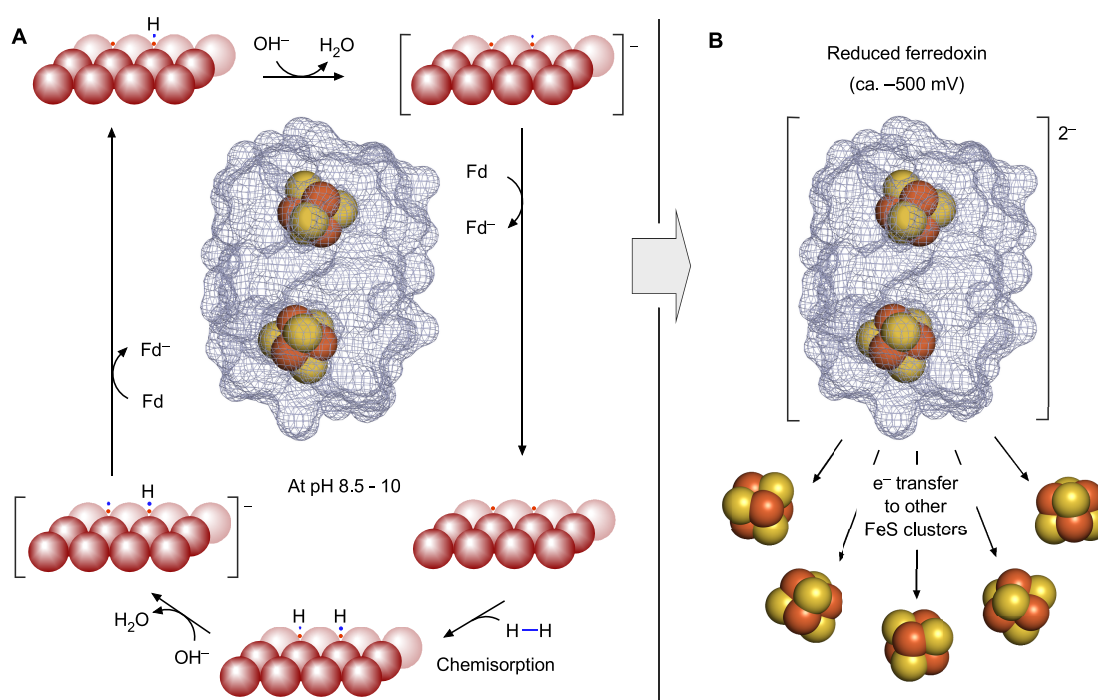 A
H
OH⁻
H₂O
–
Fd
Fd⁻
Fd⁻
Fd
At pH 8.5 - 10
H
–
H₂O
OH⁻
H
H
H
H
Chemisorption
B
Reduced ferredoxin
(ca. –500 mV)
2–
e⁻ transfer
to other
FeS clusters